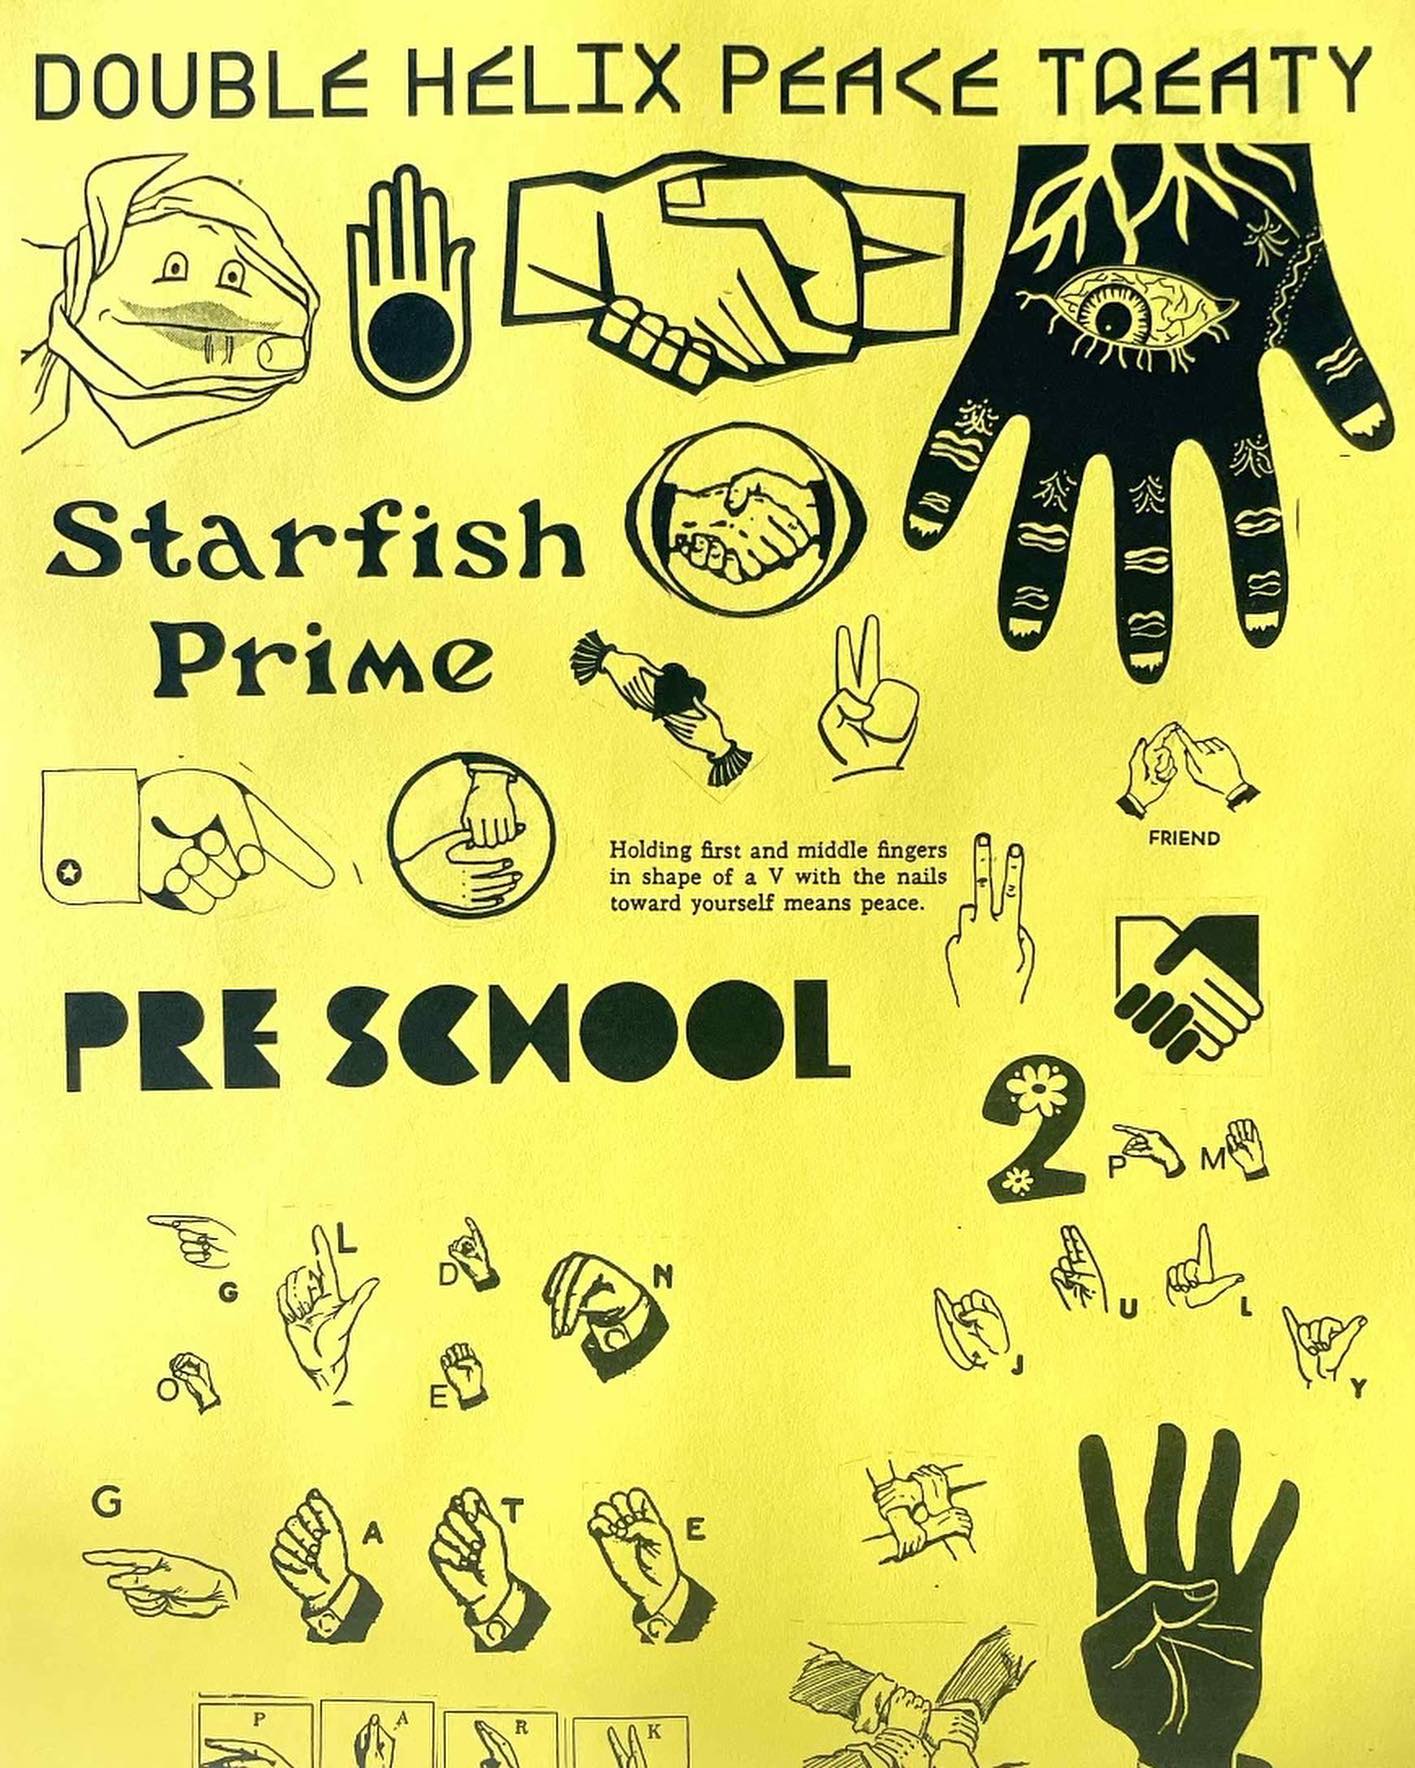 DOUBLE HELIX PEACE TREATY
Starfish
Prime
FRIEND
Holding first and middle fingers
in shape of a V with the nails
toward yourself means peace.
PRE SCHOOL
2 P M
G L D N
O E
J U L Y
G A T E
P A R K